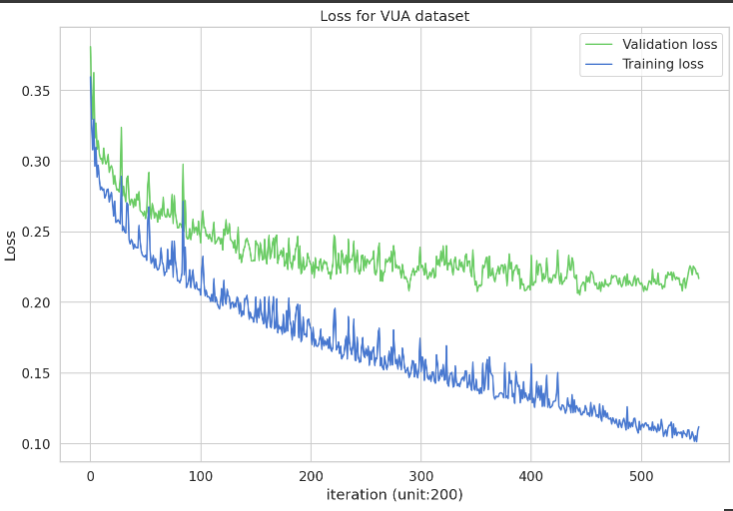 Loss for VUA dataset
Validation loss
Training loss
0.35
0.30
0.25
0.20
0.15
0.10
Loss
0 100 200 300 400 500
iteration (unit:200)